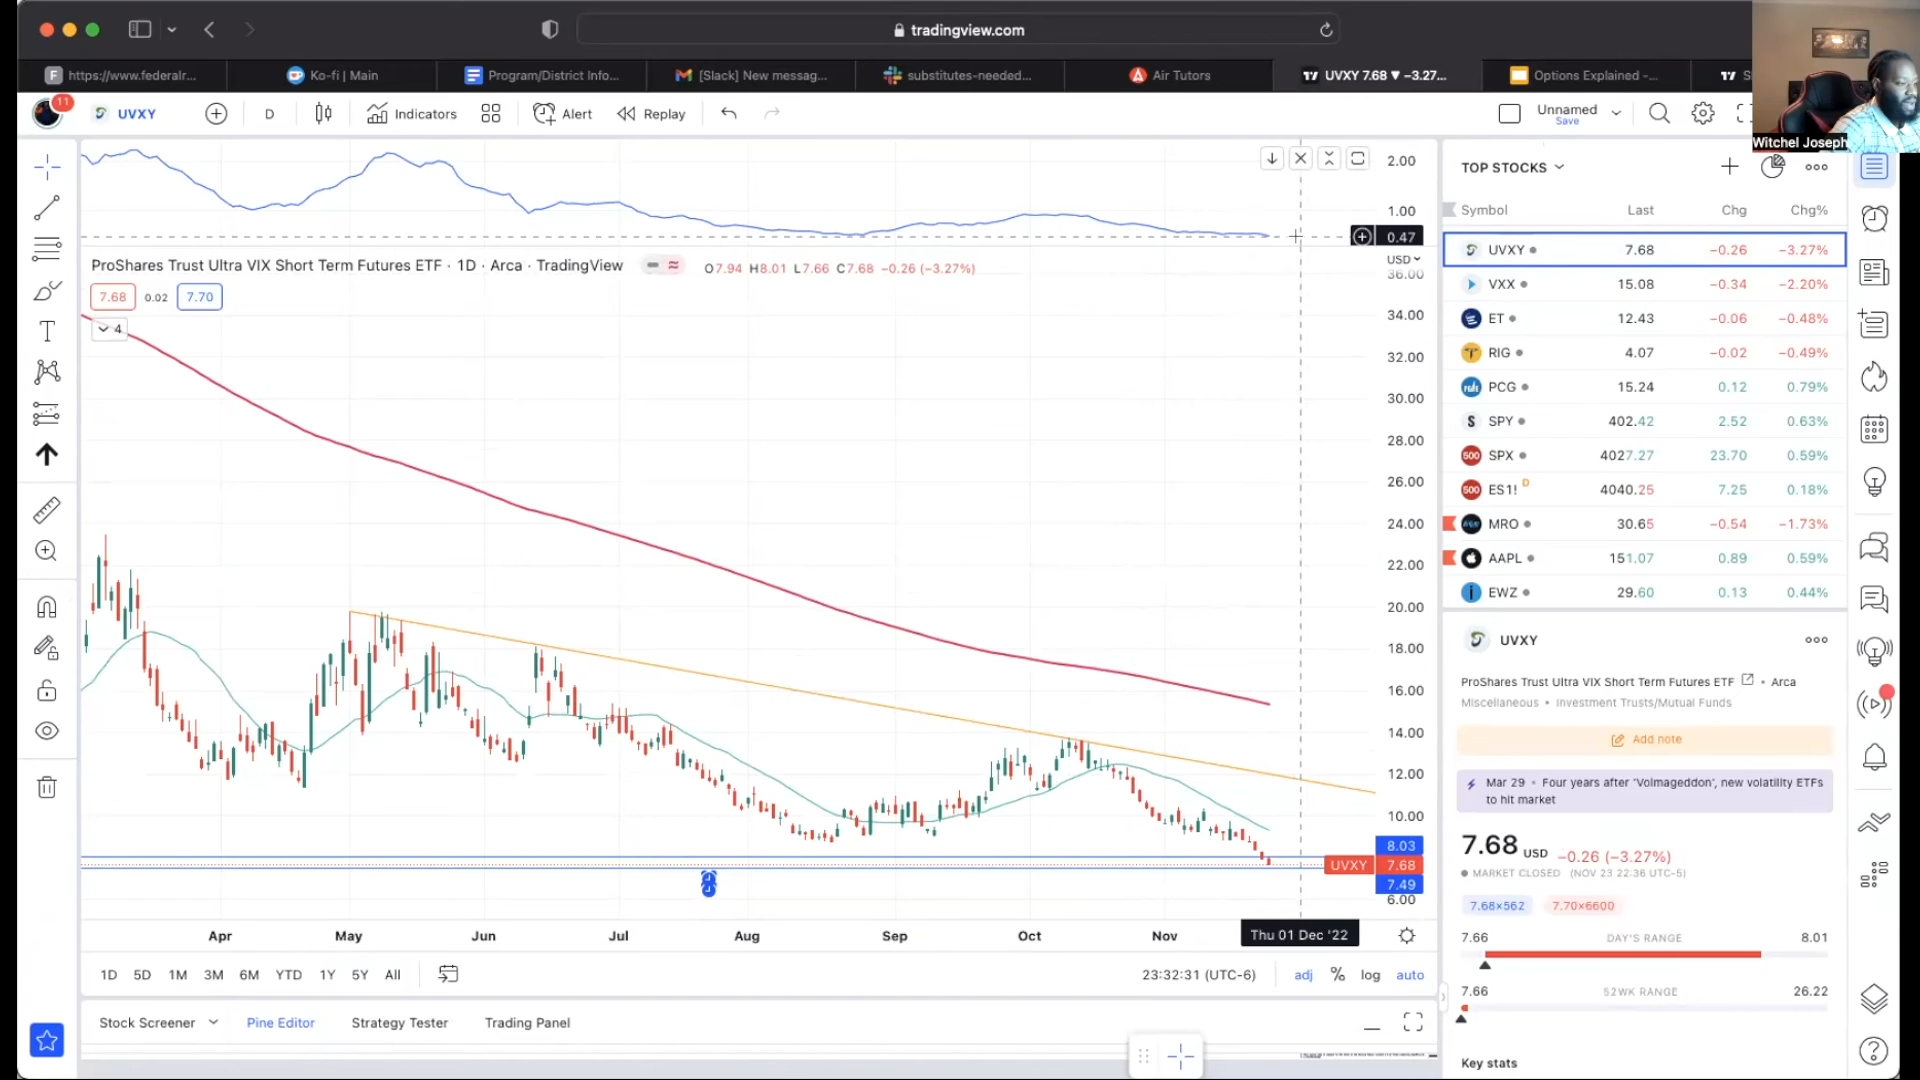 tradingview.com
https://www.federalr...
Ko-fi | Main
Program/District Info...
[Slack] New messag...
substitutes-needed...
Air Tutors
UVXY 7.68 ▼ −3.27...
Options Explained -...
11
UVXY
D
Indicators
Alert
Replay
Unnamed
Save
Witchel Joseph
2.00
1.00
0.47
ProShares Trust Ultra VIX Short Term Futures ETF · 1D · Arca · TradingView
O7.94 H8.01 L7.66 C7.68 −0.26 (−3.27%)
7.68 0.02 7.70
4
USD
36.00
34.00
32.00
30.00
28.00
26.00
24.00
22.00
20.00
18.00
16.00
14.00
12.00
10.00
8.03
UVXY 7.68
7.49
6.00
Apr May Jun Jul Aug Sep Oct Nov Thu 01 Dec '22
1D 5D 1M 3M 6M YTD 1Y 5Y All
23:32:31 (UTC-6) adj % log auto
Stock Screener Pine Editor Strategy Tester Trading Panel
TOP STOCKS
Symbol Last Chg Chg%
UVXY 7.68 −0.26 −3.27%
VXX 15.08 −0.34 −2.20%
ET 12.43 −0.06 −0.48%
RIG 4.07 −0.02 −0.49%
PCG 15.24 0.12 0.79%
SPY 402.42 2.52 0.63%
500 SPX 4027.27 23.70 0.59%
500 ES1! D 4040.25 7.25 0.18%
MRO 30.65 −0.54 −1.73%
AAPL 151.07 0.89 0.59%
EWZ 29.60 0.13 0.44%
UVXY
ProShares Trust Ultra VIX Short Term Futures ETF • Arca
Miscellaneous • Investment Trusts/Mutual Funds
Add note
Mar 29 • Four years after 'Volmageddon', new volatility ETFs
to hit market
7.68 USD −0.26 (−3.27%)
MARKET CLOSED (NOV 23 22:36 UTC-5)
7.68×562 7.70×6600
7.66 DAY'S RANGE 8.01
7.66 52WK RANGE 26.22
Key stats